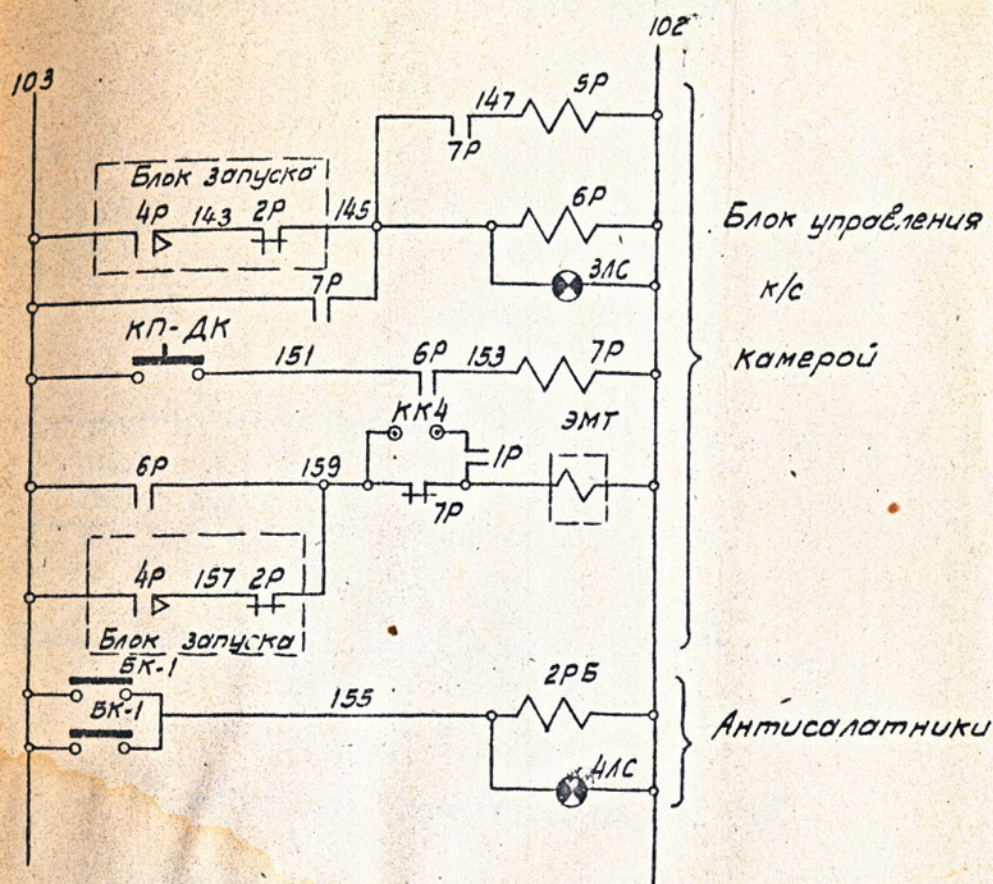 102
103
147 5Р
7Р
Блок запуска
4Р 143 2Р 145 6Р
Блок управления
к/с
камерой
3ЛС
7Р
КП-ДК
151 6Р 153 7Р
КК4 ЭМТ
1Р
6Р 159
7Р
4Р 157 2Р
Блок запуска
БК-1
ВК-1
155 2РБ
Антисалатники
4ЛС